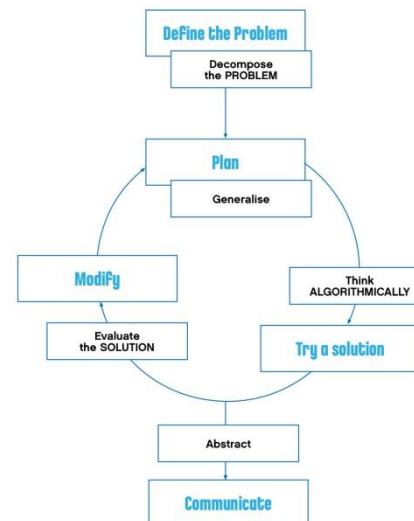 Define the Problem
Decompose
the PROBLEM
Plan
Generalise
Modify
Think
ALGORITHMICALLY
Evaluate
the SOLUTION
Try a solution
Abstract
Communicate